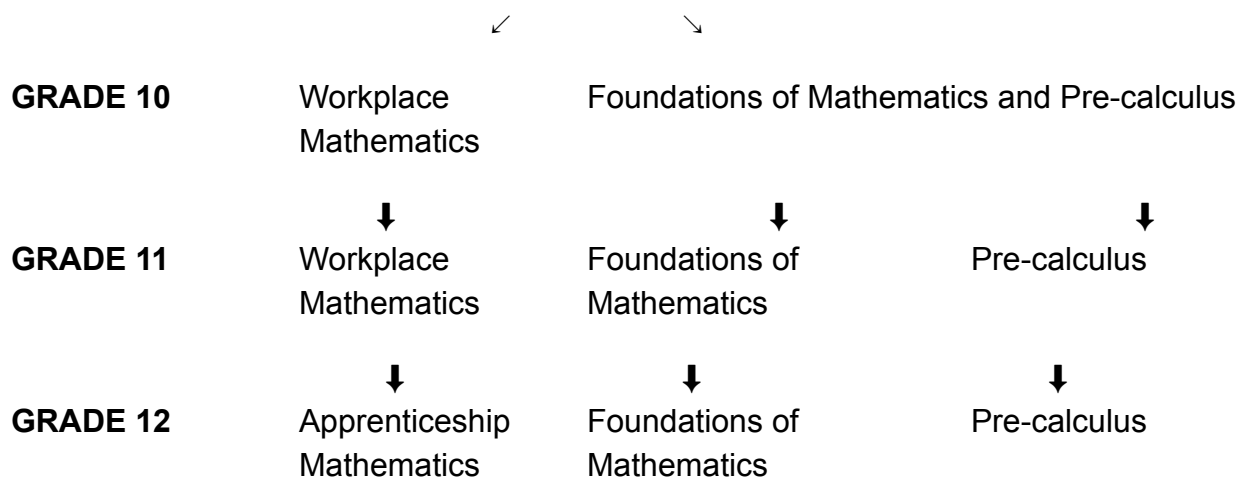 ↙ ↘
GRADE 10 Workplace Foundations of Mathematics and Pre-calculus
Mathematics
⬇ ⬇ ⬇
GRADE 11 Workplace Foundations of Pre-calculus
Mathematics Mathematics
⬇ ⬇ ⬇
GRADE 12 Apprenticeship Foundations of Pre-calculus
Mathematics Mathematics